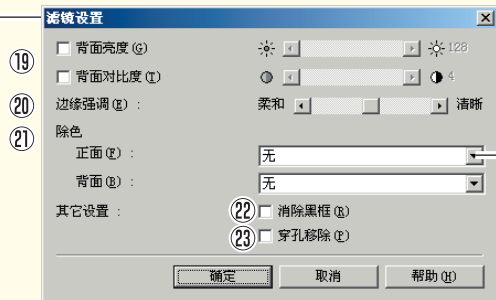 滤镜设置
⑲ 背面亮度(G) 128
背面对比度(T) 4
⑳ 边缘强调(E) : 柔和 清晰
㉑ 除色
正面(F) : 无
背面(B) : 无
其它设置 : ㉒ 消除黑框(R)
㉓ 穿孔移除(P)
确定 取消 帮助(H)